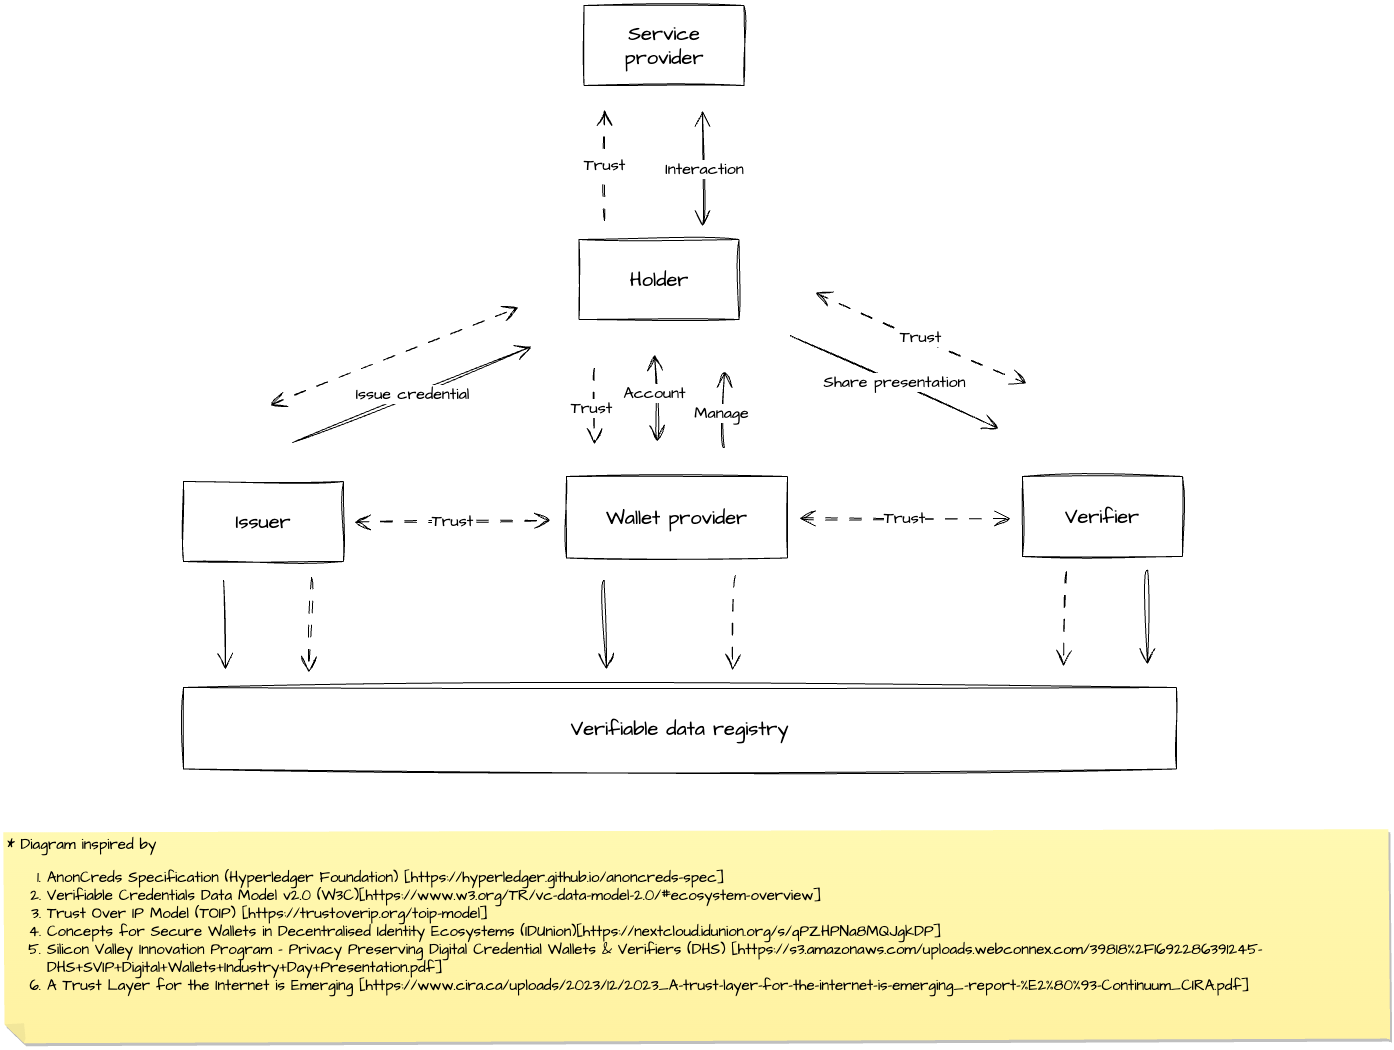 Service
provider
Trust
Interaction
Holder
Trust
Share presentation
Issue credential
Trust
Account
Manage
Issuer
Trust
Wallet provider
Trust
Verifier
Verifiable data registry
* Diagram inspired by
1. AnonCreds Specification (Hyperledger Foundation) [https://hyperledger.github.io/anoncreds-spec]
2. Verifiable Credentials Data Model v2.0 (W3C)[https://www.w3.org/TR/vc-data-model-2.0/#ecosystem-overview]
3. Trust Over IP Model (TOIP) [https://trustoverip.org/toip-model]
4. Concepts for Secure Wallets in Decentralised Identity Ecosystems (IDUnion)[https://nextcloud.idunion.org/s/qPZHPNa8MQJgkDP]
5. Silicon Valley Innovation Program - Privacy Preserving Digital Credential Wallets & Verifiers (DHS) [https://s3.amazonaws.com/uploads.webconnex.com/39818%2F1692286391245-
DHS+SVIP+Digital+Wallets+Industry+Day+Presentation.pdf]
6. A Trust Layer for the Internet is Emerging [https://www.cira.ca/uploads/2023/12/2023_A-trust-layer-for-the-internet-is-emerging_-report-%E2%80%93-Continuum_CIRA.pdf]